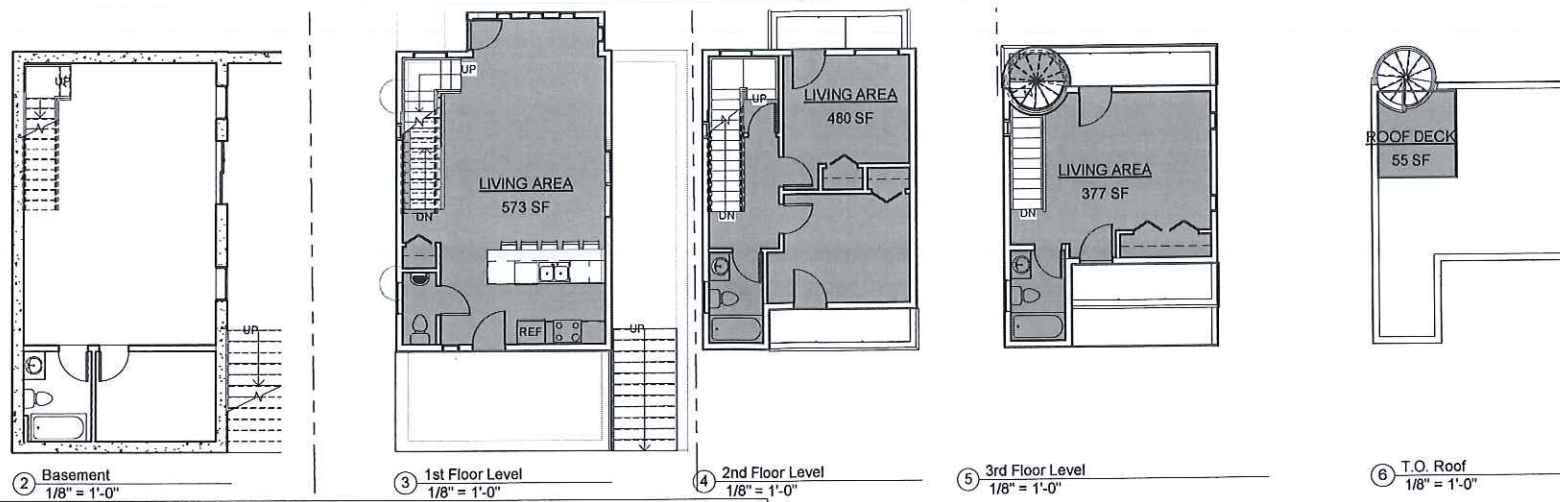 UP
UP
2 Basement
1/8" = 1'-0"
UP
DN
LIVING AREA
573 SF
REF
UP
3 1st Floor Level
1/8" = 1'-0"
UP
DN
LIVING AREA
480 SF
4 2nd Floor Level
1/8" = 1'-0"
LIVING AREA
377 SF
DN
5 3rd Floor Level
1/8" = 1'-0"
ROOF DECK
55 SF
6 T.O. Roof
1/8" = 1'-0"